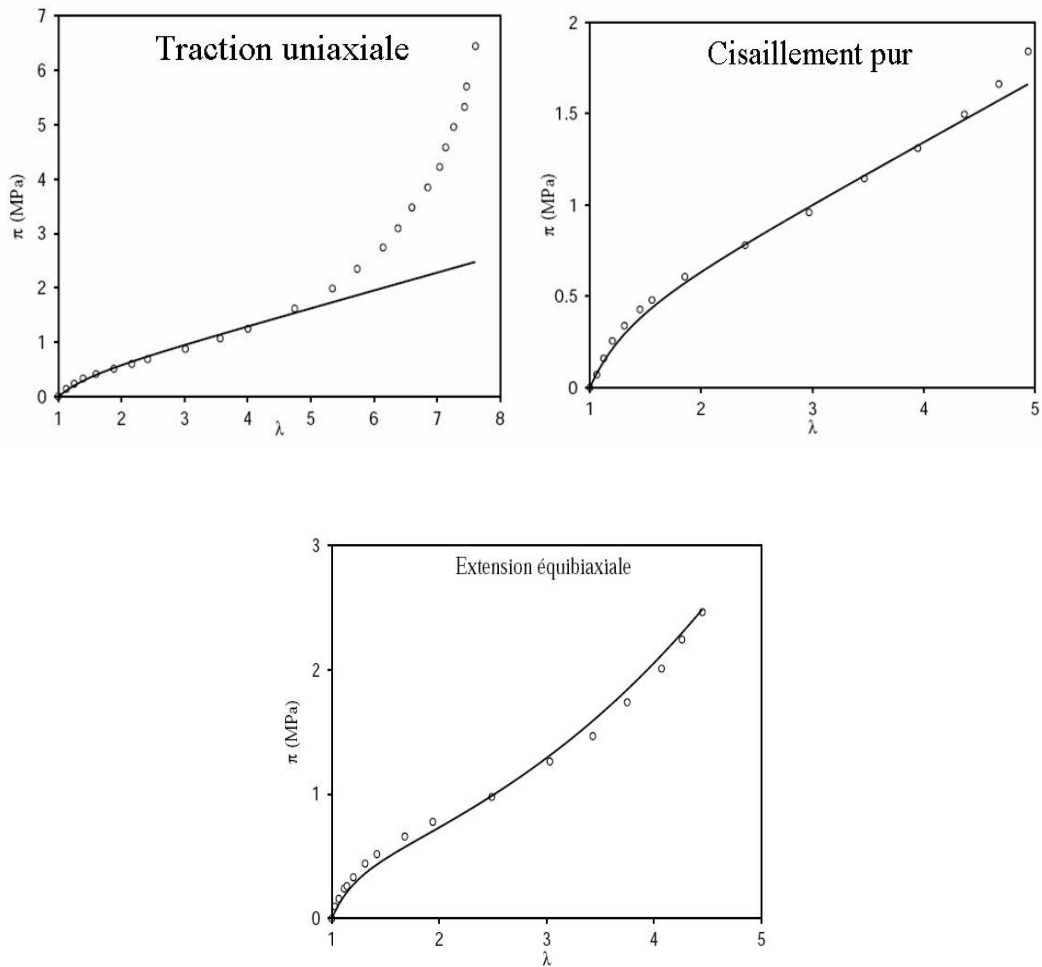 Traction uniaxiale
7
6
5
4
3
2
1
0
π (MPa)
1 2 3 4 5 6 7 8
λ
Cisaillement pur
2
1.5
1
0.5
0
π (MPa)
1 2 3 4 5
λ
Extension équibiaxiale
3
2
1
0
π (MPa)
1 2 3 4 5
λ